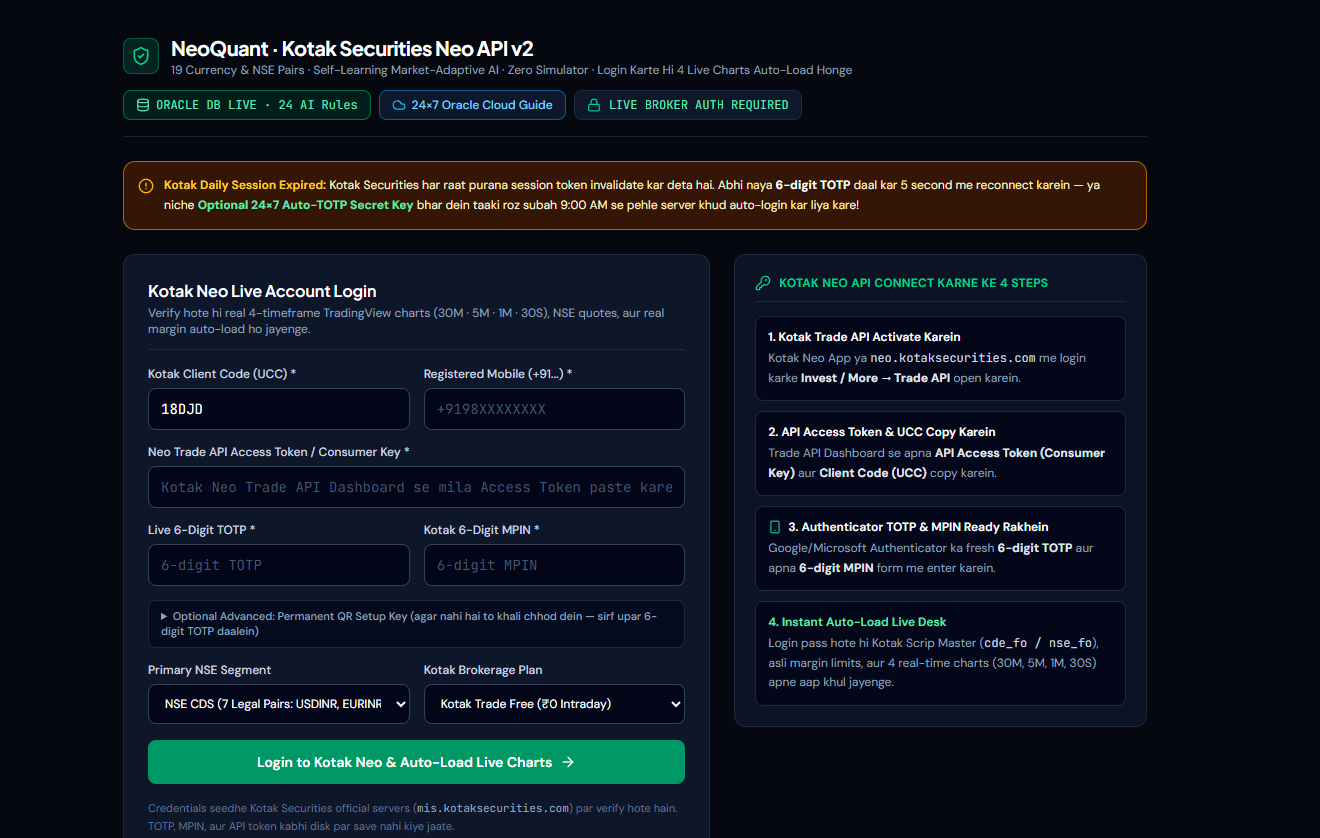 NeoQuant · Kotak Securities Neo API v2
19 Currency & NSE Pairs · Self-Learning Market-Adaptive AI · Zero Simulator · Login Karte Hi 4 Live Charts Auto-Load Honge
ORACLE DB LIVE · 24 AI Rules
24×7 Oracle Cloud Guide
LIVE BROKER AUTH REQUIRED
Kotak Daily Session Expired: Kotak Securities har raat purana session token invalidate kar deta hai. Abhi naya 6-digit TOTP daal kar 5 second me reconnect karein — ya
niche Optional 24×7 Auto-TOTP Secret Key bhar dein taaki roz subah 9:00 AM se pehle server khud auto-login kar liya kare!
Kotak Neo Live Account Login
Verify hote hi real 4-timeframe TradingView charts (30M · 5M · 1M · 30S), NSE quotes, aur real
margin auto-load ho jayenge.
Kotak Client Code (UCC) *
Registered Mobile (+91...) *
18DJD
+9198XXXXXXXX
Neo Trade API Access Token / Consumer Key *
Kotak Neo Trade API Dashboard se mila Access Token paste kare
Live 6-Digit TOTP *
Kotak 6-Digit MPIN *
6-digit TOTP
6-digit MPIN
▶ Optional Advanced: Permanent QR Setup Key (agar nahi hai to khali chhod dein — sirf upar 6-
digit TOTP daalein)
Primary NSE Segment
Kotak Brokerage Plan
NSE CDS (7 Legal Pairs: USDINR, EURINR
Kotak Trade Free (₹0 Intraday)
Login to Kotak Neo & Auto-Load Live Charts →
Credentials seedhe Kotak Securities official servers (mis.kotaksecurities.com) par verify hote hain.
TOTP, MPIN, aur API token kabhi disk par save nahi kiye jaate.
KOTAK NEO API CONNECT KARNE KE 4 STEPS
1. Kotak Trade API Activate Karein
Kotak Neo App ya neo.kotaksecurities.com me login
karke Invest / More → Trade API open karein.
2. API Access Token & UCC Copy Karein
Trade API Dashboard se apna API Access Token (Consumer
Key) aur Client Code (UCC) copy karein.
3. Authenticator TOTP & MPIN Ready Rakhein
Google/Microsoft Authenticator ka fresh 6-digit TOTP aur
apna 6-digit MPIN form me enter karein.
4. Instant Auto-Load Live Desk
Login pass hote hi Kotak Scrip Master (cde_fo / nse_fo),
asli margin limits, aur 4 real-time charts (30M, 5M, 1M, 30S)
apne aap khul jayenge.